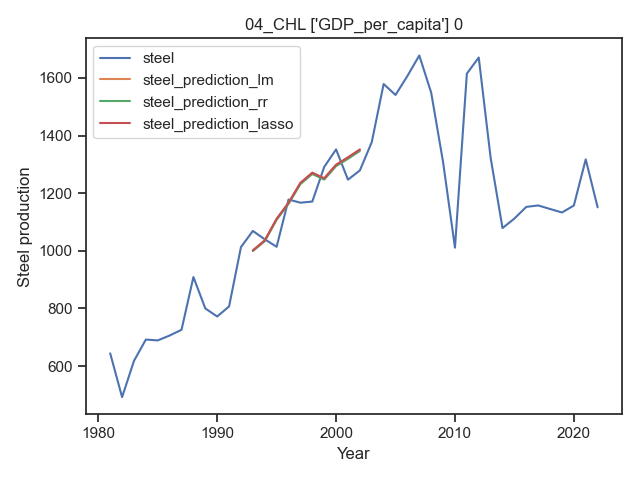 04_CHL ['GDP_per_capita'] 0
steel
steel_prediction_lm
steel_prediction_rr
steel_prediction_lasso
Steel production
1600
1400
1200
1000
800
600
1980
1990
2000
2010
2020
Year